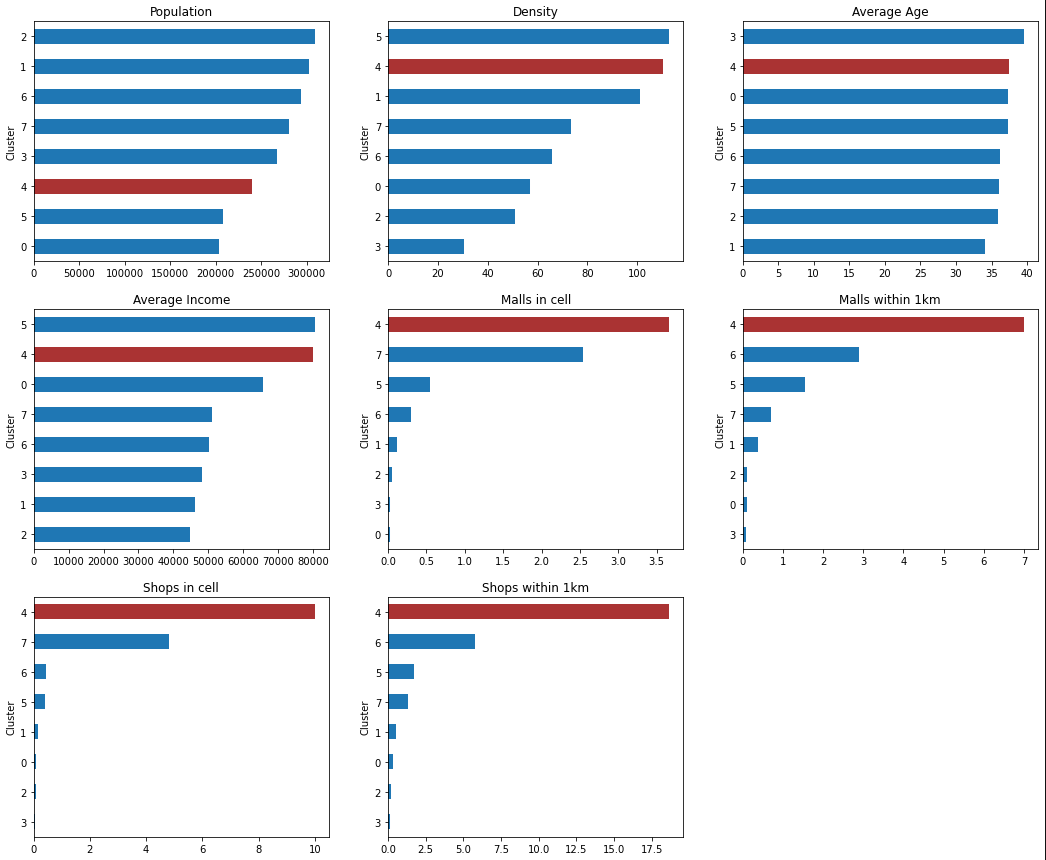 Population
Cluster
2
1
6
7
3
4
5
0
0 50000 100000 150000 200000 250000 300000
Density
Cluster
5
4
1
7
6
0
2
3
0 20 40 60 80 100
Average Age
Cluster
3
4
0
5
6
7
2
1
0 5 10 15 20 25 30 35 40
Average Income
Cluster
5
4
0
7
6
3
1
2
0 10000 20000 30000 40000 50000 60000 70000 80000
Malls in cell
Cluster
4
7
5
6
1
2
3
0
0.0 0.5 1.0 1.5 2.0 2.5 3.0 3.5
Malls within 1km
Cluster
4
6
5
7
1
2
0
3
0 1 2 3 4 5 6 7
Shops in cell
Cluster
4
7
6
5
1
0
2
3
0 2 4 6 8 10
Shops within 1km
Cluster
4
6
5
7
1
0
2
3
0.0 2.5 5.0 7.5 10.0 12.5 15.0 17.5